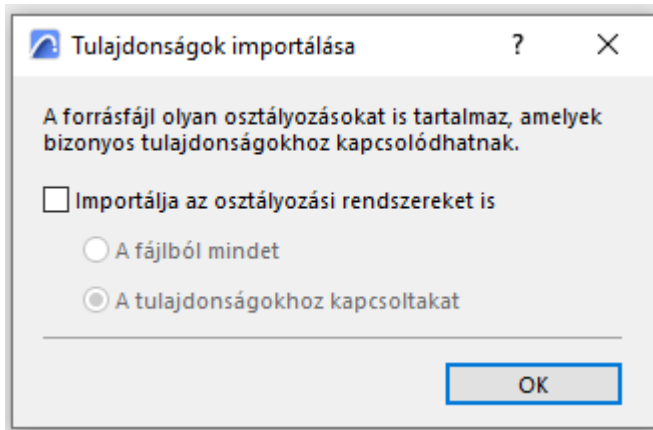 Tulajdonságok importálása ? ×
A forrásfájl olyan osztályozásokat is tartalmaz, amelyek
bizonyos tulajdonságokhoz kapcsolódhatnak.
Importálja az osztályozási rendszereket is
A fájlból mindet
A tulajdonságokhoz kapcsoltakat
OK